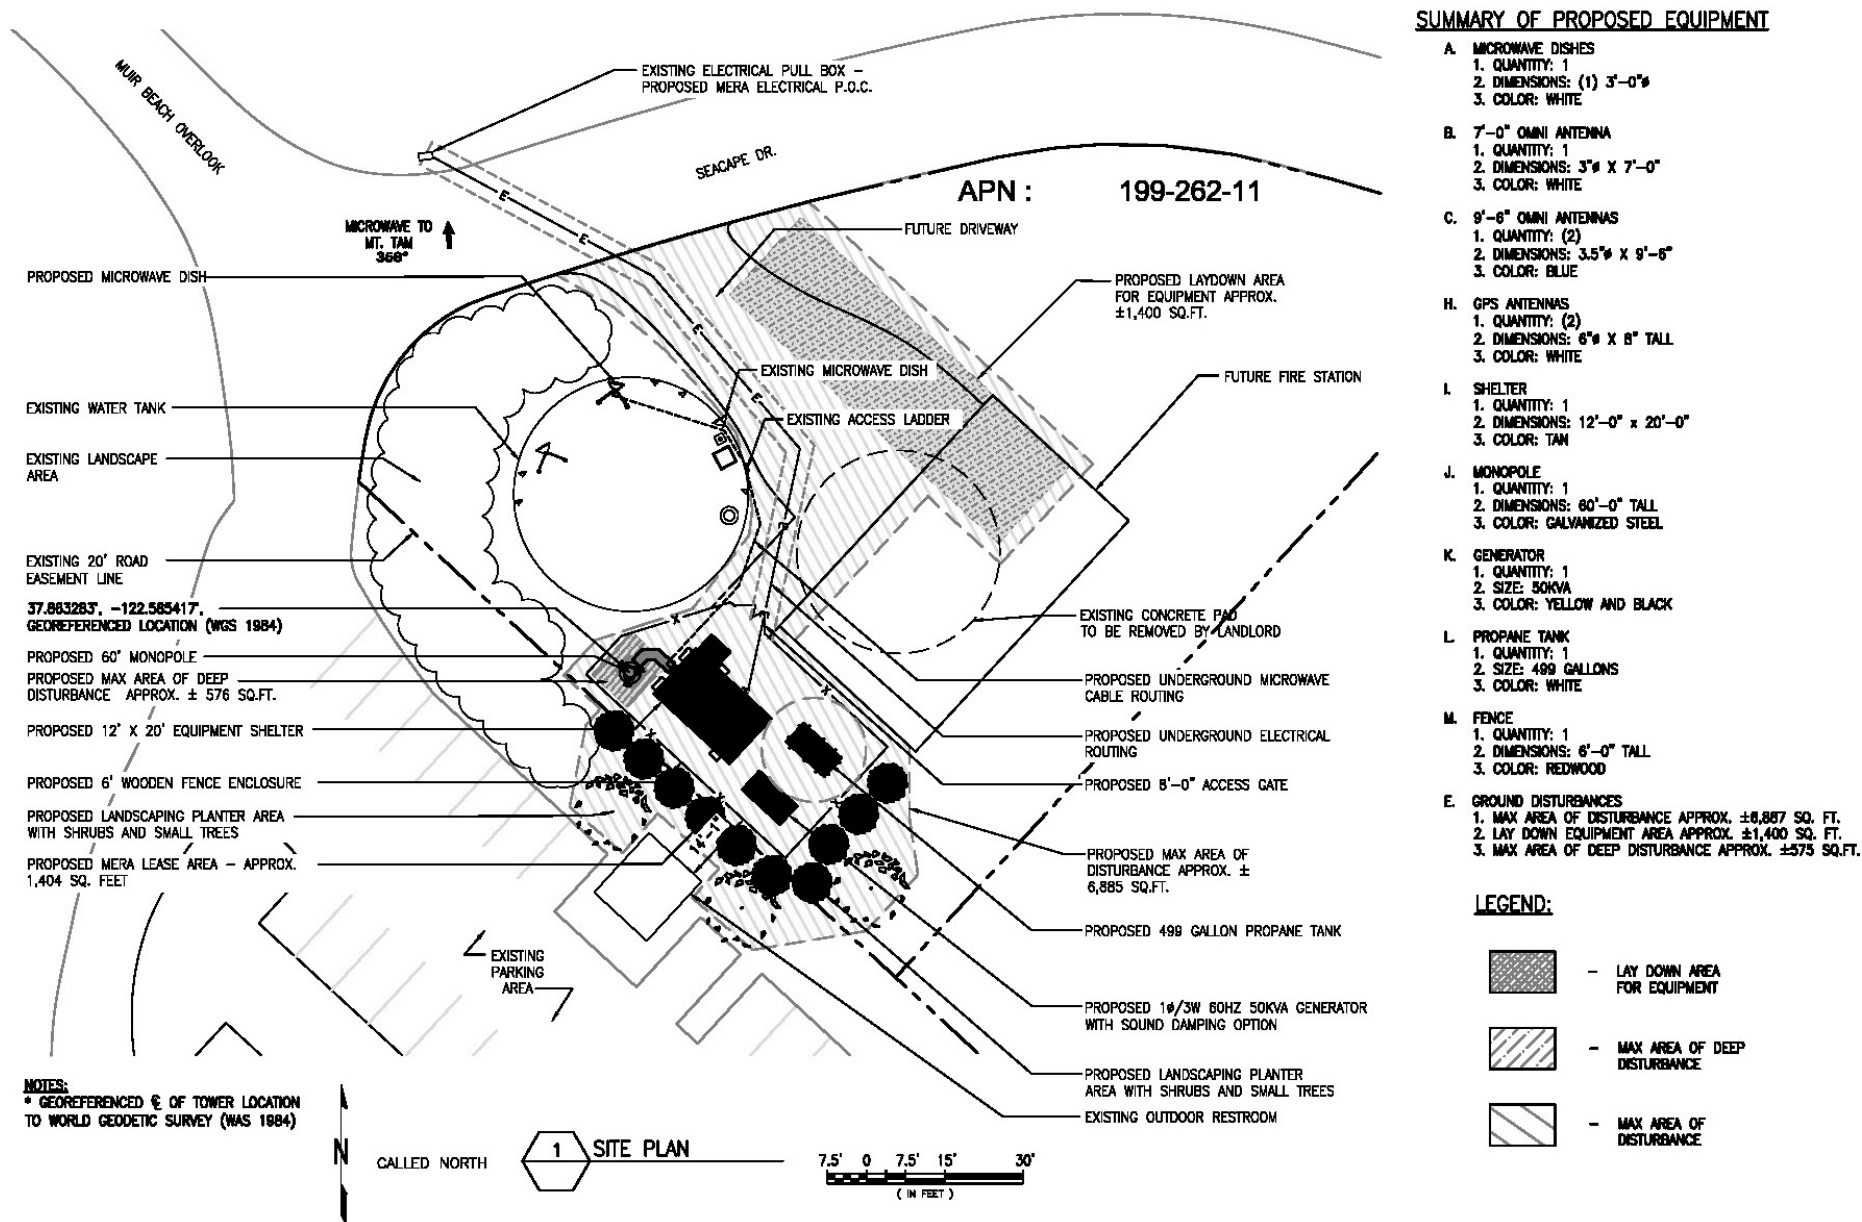 MUIR BEACH OVERLOOK
EXISTING ELECTRICAL PULL BOX –
PROPOSED MERA ELECTRICAL P.O.C.
SEACAPE DR.
APN : 199-262-11
MICROWAVE TO
MT. TAM
356°
FUTURE DRIVEWAY
PROPOSED MICROWAVE DISH
PROPOSED LAYDOWN AREA
FOR EQUIPMENT APPROX.
±1,400 SQ.FT.
EXISTING MICROWAVE DISH
FUTURE FIRE STATION
EXISTING WATER TANK
EXISTING ACCESS LADDER
EXISTING LANDSCAPE
AREA
EXISTING 20' ROAD
EASEMENT LINE
37.863283°, -122.585417°,
GEOREFERENCED LOCATION (WGS 1984)
EXISTING CONCRETE PAD
TO BE REMOVED BY LANDLORD
PROPOSED 60' MONOPOLE
PROPOSED MAX AREA OF DEEP
DISTURBANCE APPROX. ± 576 SQ.FT.
PROPOSED UNDERGROUND MICROWAVE
CABLE ROUTING
PROPOSED 12' X 20' EQUIPMENT SHELTER
PROPOSED UNDERGROUND ELECTRICAL
ROUTING
PROPOSED 6' WOODEN FENCE ENCLOSURE
PROPOSED 8'-0" ACCESS GATE
PROPOSED LANDSCAPING PLANTER AREA
WITH SHRUBS AND SMALL TREES
14'-1"
PROPOSED MERA LEASE AREA – APPROX.
1,404 SQ. FEET
PROPOSED MAX AREA OF
DISTURBANCE APPROX. ±
6,885 SQ.FT.
PROPOSED 499 GALLON PROPANE TANK
EXISTING
PARKING
AREA
PROPOSED 1ø/3W 60HZ 50KVA GENERATOR
WITH SOUND DAMPING OPTION
PROPOSED LANDSCAPING PLANTER
AREA WITH SHRUBS AND SMALL TREES
EXISTING OUTDOOR RESTROOM
E
E
E
E
E
X
X
X
NOTES:
* GEOREFERENCED ℄ OF TOWER LOCATION
TO WORLD GEODETIC SURVEY (WAS 1984)
N
CALLED NORTH
1 SITE PLAN
7.5' 0 7.5' 15' 30'
( IN FEET )
SUMMARY OF PROPOSED EQUIPMENT
A. MICROWAVE DISHES
1. QUANTITY: 1
2. DIMENSIONS: (1) 3'-0"ø
3. COLOR: WHITE
B. 7'-0" OMNI ANTENNA
1. QUANTITY: 1
2. DIMENSIONS: 3"ø X 7'-0"
3. COLOR: WHITE
C. 9'-6" OMNI ANTENNAS
1. QUANTITY: (2)
2. DIMENSIONS: 3.5"ø X 9'-6"
3. COLOR: BLUE
H. GPS ANTENNAS
1. QUANTITY: (2)
2. DIMENSIONS: 6"ø X 8" TALL
3. COLOR: WHITE
I. SHELTER
1. QUANTITY: 1
2. DIMENSIONS: 12'-0" x 20'-0"
3. COLOR: TAN
J. MONOPOLE
1. QUANTITY: 1
2. DIMENSIONS: 60'-0" TALL
3. COLOR: GALVANIZED STEEL
K. GENERATOR
1. QUANTITY: 1
2. SIZE: 50KVA
3. COLOR: YELLOW AND BLACK
L. PROPANE TANK
1. QUANTITY: 1
2. SIZE: 499 GALLONS
3. COLOR: WHITE
M. FENCE
1. QUANTITY: 1
2. DIMENSIONS: 6'-0" TALL
3. COLOR: REDWOOD
E. GROUND DISTURBANCES
1. MAX AREA OF DISTURBANCE APPROX. ±6,887 SQ. FT.
2. LAY DOWN EQUIPMENT AREA APPROX. ±1,400 SQ. FT.
3. MAX AREA OF DEEP DISTURBANCE APPROX. ±575 SQ.FT.
LEGEND:
– LAY DOWN AREA
FOR EQUIPMENT
– MAX AREA OF DEEP
DISTURBANCE
– MAX AREA OF
DISTURBANCE